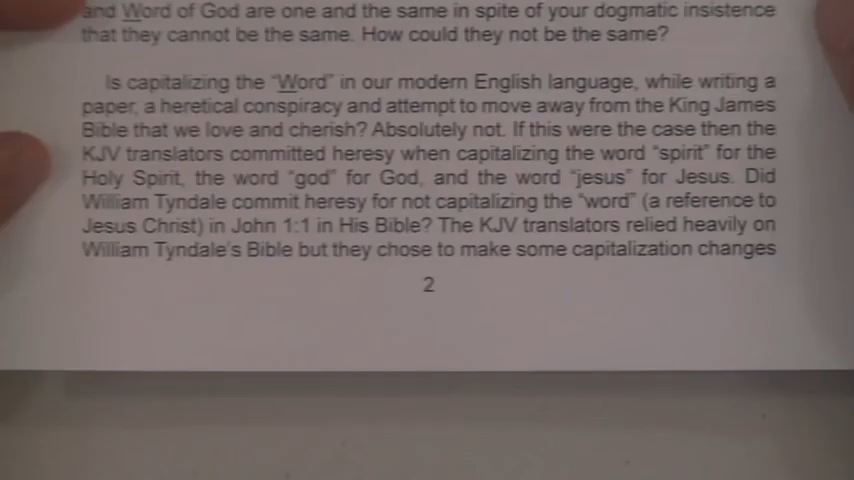 and Word of God are one and the same in spite of your dogmatic insistence
that they cannot be the same. How could they not be the same?
Is capitalizing the "Word" in our modern English language, while writing a
paper, a heretical conspiracy and attempt to move away from the King James
Bible that we love and cherish? Absolutely not. If this were the case then the
KJV translators committed heresy when capitalizing the word "spirit" for the
Holy Spirit, the word "god" for God, and the word "jesus" for Jesus. Did
William Tyndale commit heresy for not capitalizing the "word" (a reference to
Jesus Christ) in John 1:1 in His Bible? The KJV translators relied heavily on
William Tyndale's Bible but they chose to make some capitalization changes
2